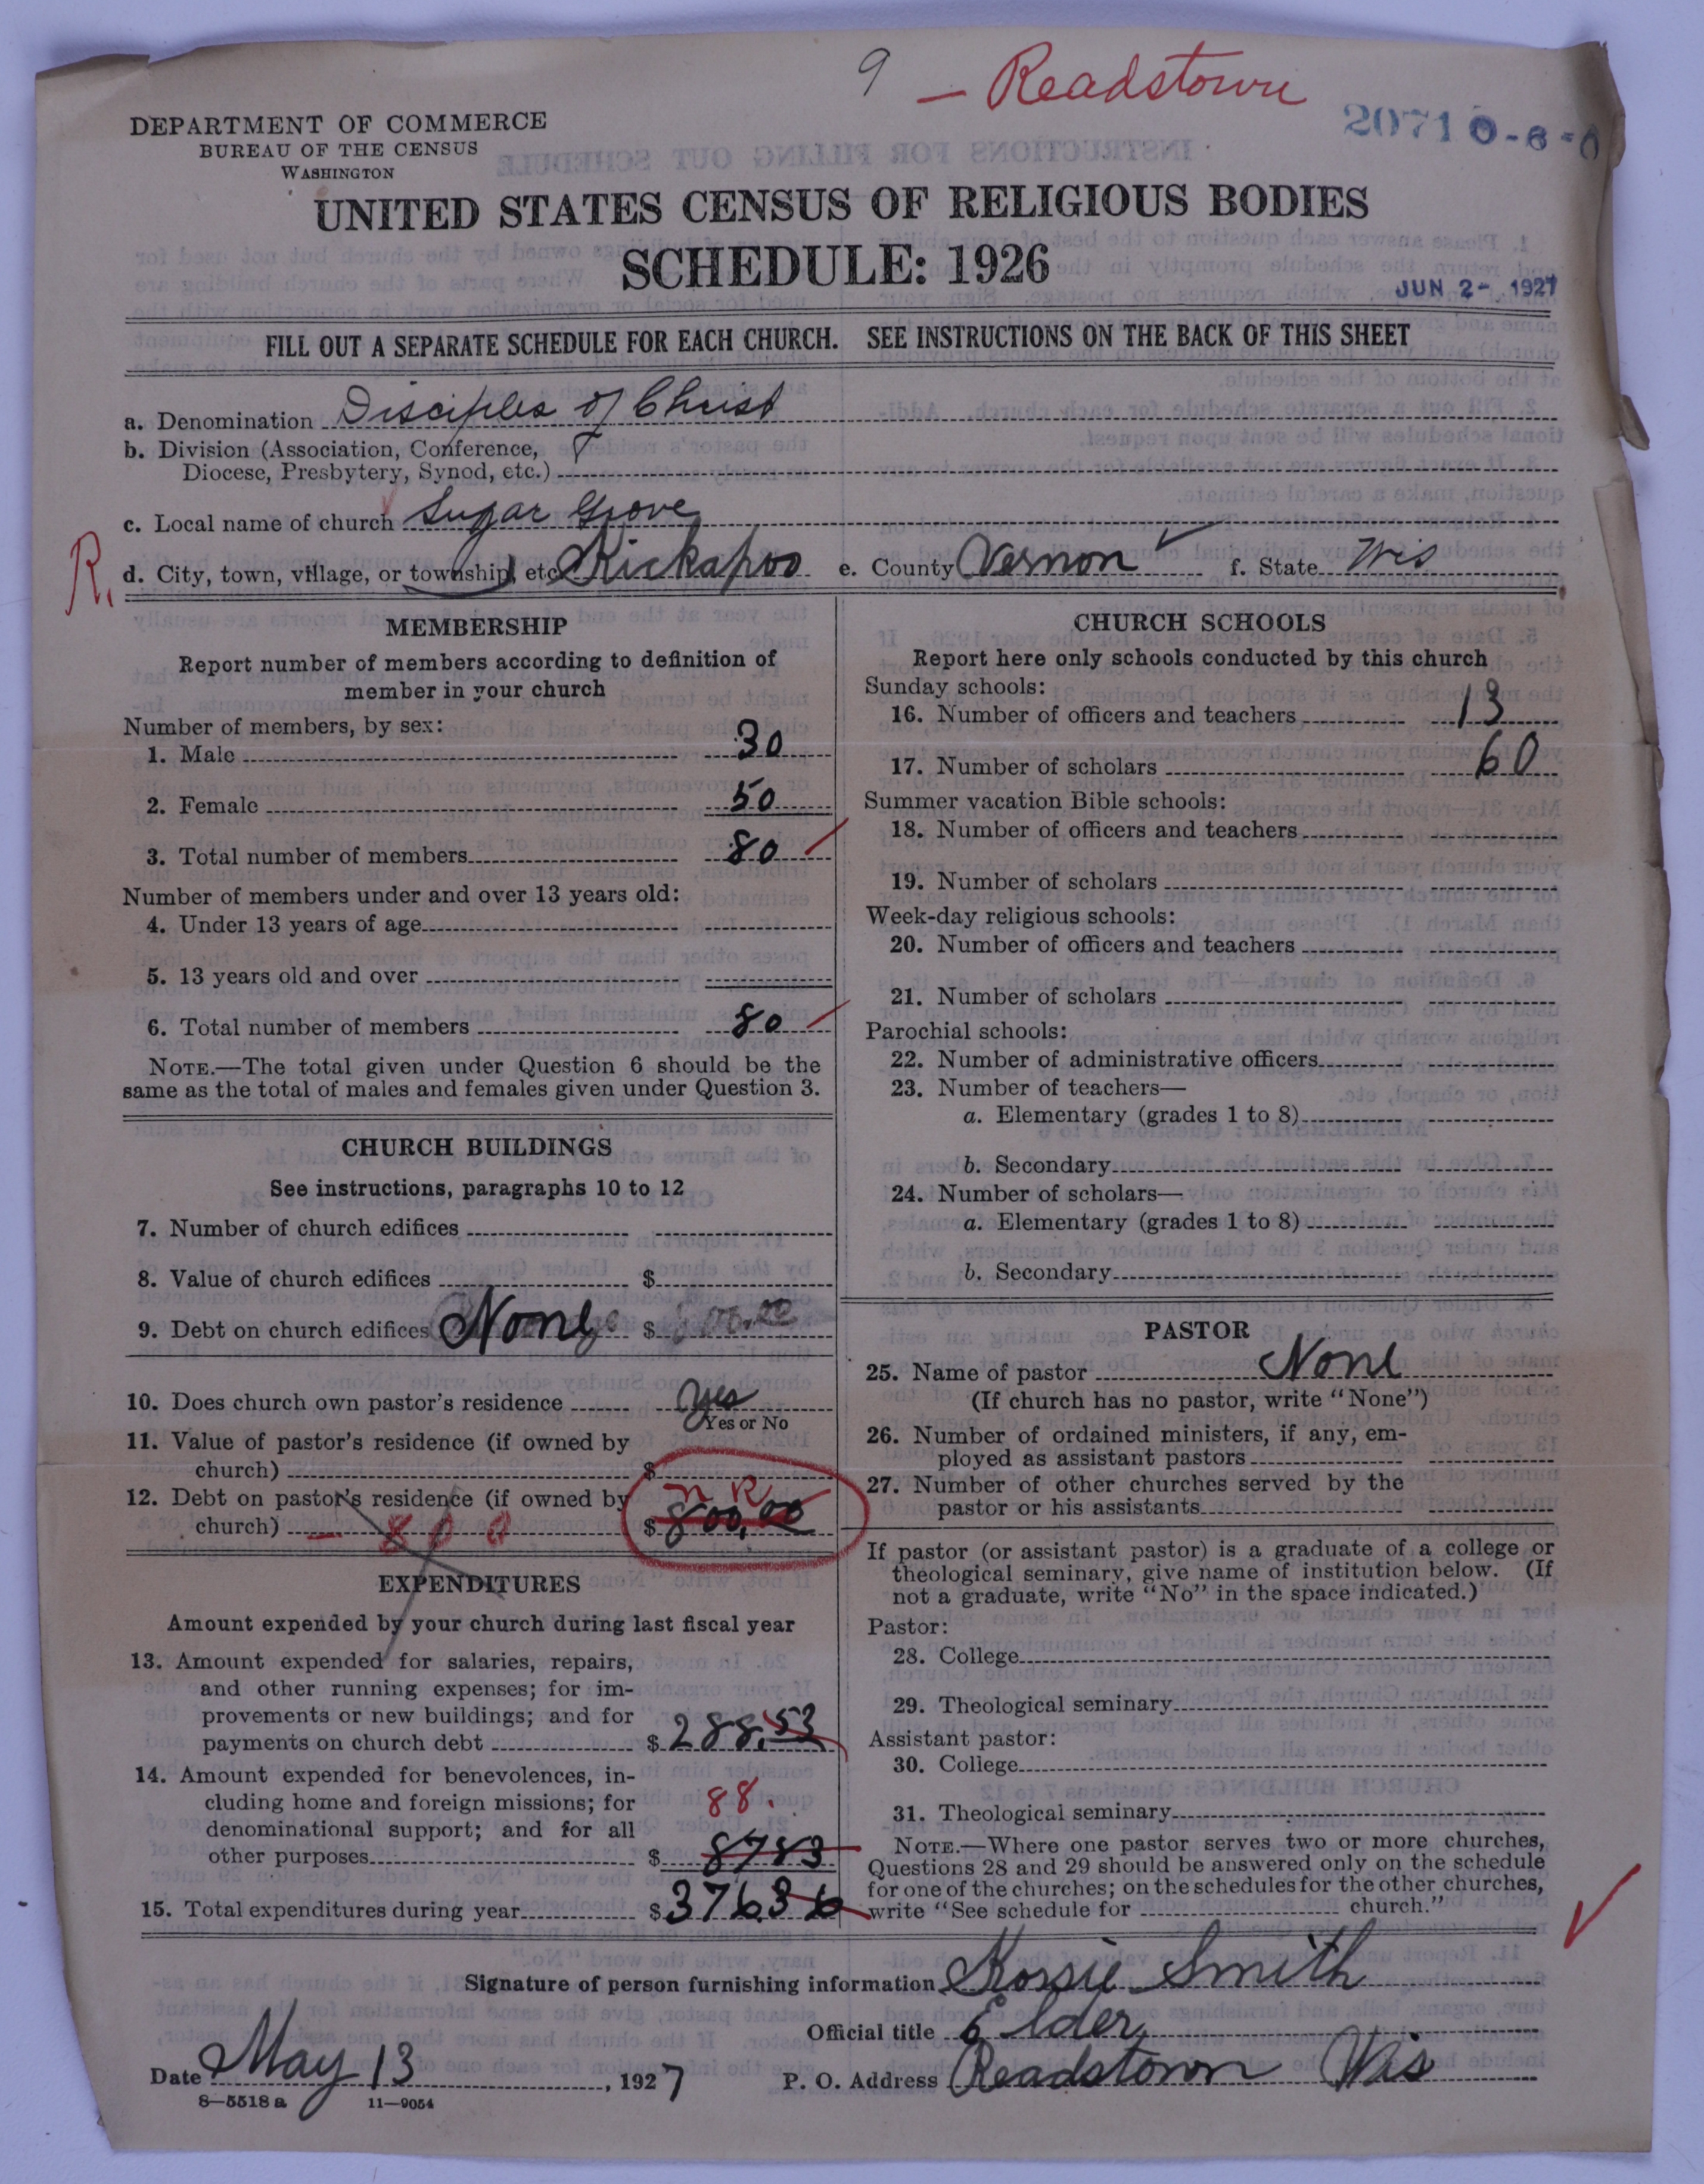 9 — Readstown
20710-6-0
DEPARTMENT OF COMMERCE
BUREAU OF THE CENSUS
WASHINGTON
UNITED STATES CENSUS OF RELIGIOUS BODIES
SCHEDULE: 1926
JUN 2- 1927
FILL OUT A SEPARATE SCHEDULE FOR EACH CHURCH. SEE INSTRUCTIONS ON THE BACK OF THIS SHEET
a. Denomination Disciples of Christ
b. Division (Association, Conference,
Diocese, Presbytery, Synod, etc.)
c. Local name of church Sugar Grove
R. d. City, town, village, or township, etc. Kickapoo e. County Vernon f. State Wis
MEMBERSHIP
Report number of members according to definition of
member in your church
Number of members, by sex:
1. Male 30
2. Female 50
3. Total number of members 80
Number of members under and over 13 years old:
4. Under 13 years of age
5. 13 years old and over
6. Total number of members 80
NOTE.—The total given under Question 6 should be the
same as the total of males and females given under Question 3.
CHURCH BUILDINGS
See instructions, paragraphs 10 to 12
7. Number of church edifices
8. Value of church edifices $
9. Debt on church edifices None $
10. Does church own pastor's residence yes
Yes or No
11. Value of pastor's residence (if owned by
church) $
12. Debt on pastor's residence (if owned by n R
church) — 800 $ 800,00
EXPENDITURES
Amount expended by your church during last fiscal year
13. Amount expended for salaries, repairs,
and other running expenses; for im-
provements or new buildings; and for
payments on church debt $ 288.53
14. Amount expended for benevolences, in-
cluding home and foreign missions; for 88.
denominational support; and for all
other purposes $ 8783
15. Total expenditures during year $ 376.36
CHURCH SCHOOLS
Report here only schools conducted by this church
Sunday schools:
16. Number of officers and teachers 13
17. Number of scholars 60
Summer vacation Bible schools:
18. Number of officers and teachers
19. Number of scholars
Week-day religious schools:
20. Number of officers and teachers
21. Number of scholars
Parochial schools:
22. Number of administrative officers
23. Number of teachers—
a. Elementary (grades 1 to 8)
b. Secondary
24. Number of scholars—
a. Elementary (grades 1 to 8)
b. Secondary
PASTOR
25. Name of pastor None
(If church has no pastor, write "None")
26. Number of ordained ministers, if any, em-
ployed as assistant pastors
27. Number of other churches served by the
pastor or his assistants
If pastor (or assistant pastor) is a graduate of a college or
theological seminary, give name of institution below. (If
not a graduate, write "No" in the space indicated.)
Pastor:
28. College
29. Theological seminary
Assistant pastor:
30. College
31. Theological seminary
NOTE.—Where one pastor serves two or more churches,
Questions 28 and 29 should be answered only on the schedule
for one of the churches; on the schedules for the other churches,
write "See schedule for church."
Signature of person furnishing information Kossie Smith
Official title Elder
Date May 13, 1927 P. O. Address Readstown Wis
8—5518 a 11—9054